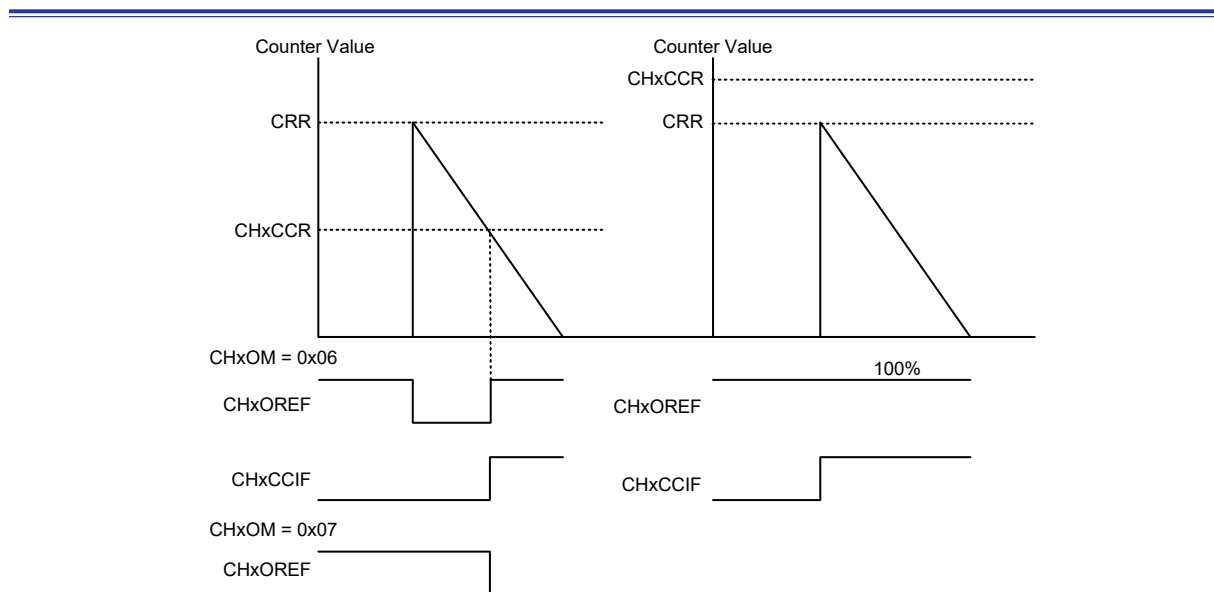 Counter Value
CRR
CHxCCR
CHxOM = 0x06
CHxOREF
CHxCCIF
CHxOM = 0x07
CHxOREF
Counter Value
CHxCCR
CRR
100%
CHxOREF
CHxCCIF